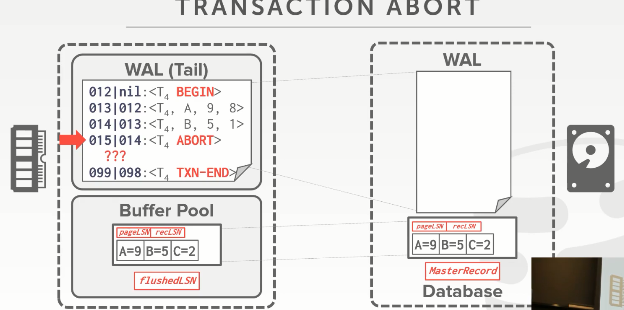 TRANSACTION ABORT
WAL (Tail)
012|nil:<T4 BEGIN>
013|012:<T4, A, 9, 8>
014|013:<T4, B, 5, 1>
015|014:<T4 ABORT>
???
099|098:<T4 TXN-END>
Buffer Pool
pageLSN recLSN
A=9 B=5 C=2
flushedLSN
WAL
pageLSN recLSN
A=9 B=5 C=2
MasterRecord
Database